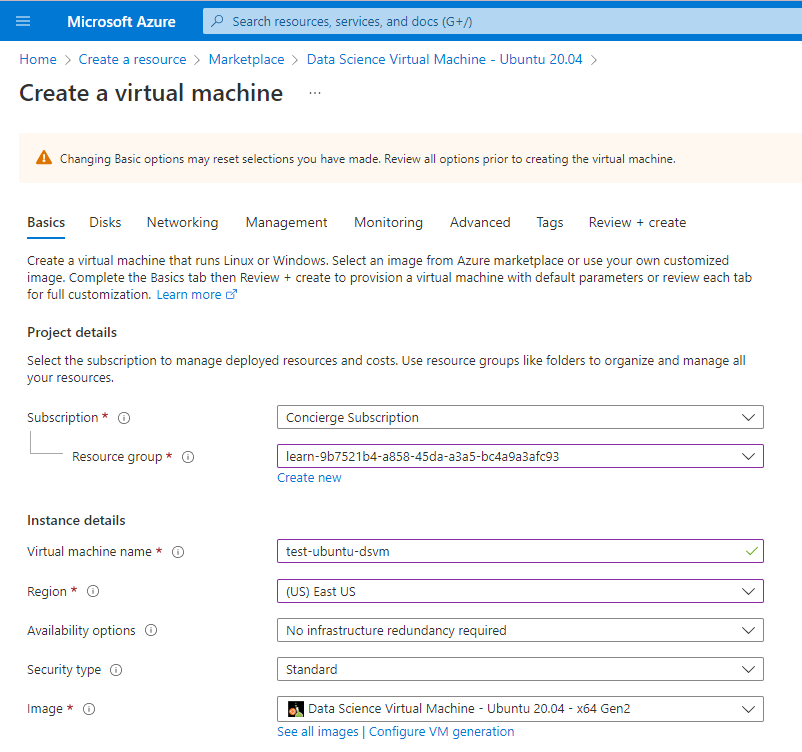 Microsoft Azure
Search resources, services, and docs (G+/)
Home > Create a resource > Marketplace > Data Science Virtual Machine - Ubuntu 20.04 >
Create a virtual machine ...
Changing Basic options may reset selections you have made. Review all options prior to creating the virtual machine.
Basics Disks Networking Management Monitoring Advanced Tags Review + create
Create a virtual machine that runs Linux or Windows. Select an image from Azure marketplace or use your own customized
image. Complete the Basics tab then Review + create to provision a virtual machine with default parameters or review each tab
for full customization. Learn more
Project details
Select the subscription to manage deployed resources and costs. Use resource groups like folders to organize and manage all
your resources.
Subscription * Concierge Subscription
Resource group * learn-9b7521b4-a858-45da-a3a5-bc4a9a3afc93
Create new
Instance details
Virtual machine name * test-ubuntu-dsvm
Region * (US) East US
Availability options No infrastructure redundancy required
Security type Standard
Image * Data Science Virtual Machine - Ubuntu 20.04 - x64 Gen2
See all images | Configure VM generation